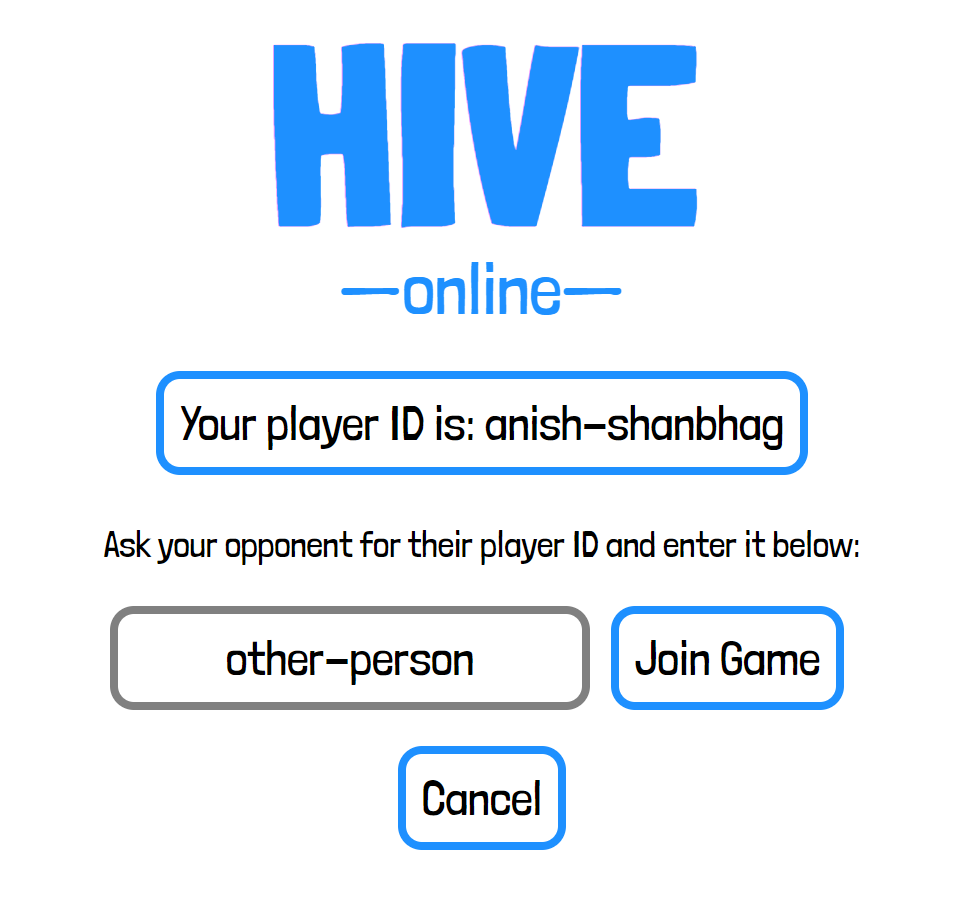 HIVE
—online—
Your player ID is: anish-shanbhag
Ask your opponent for their player ID and enter it below:
other-person
Join Game
Cancel